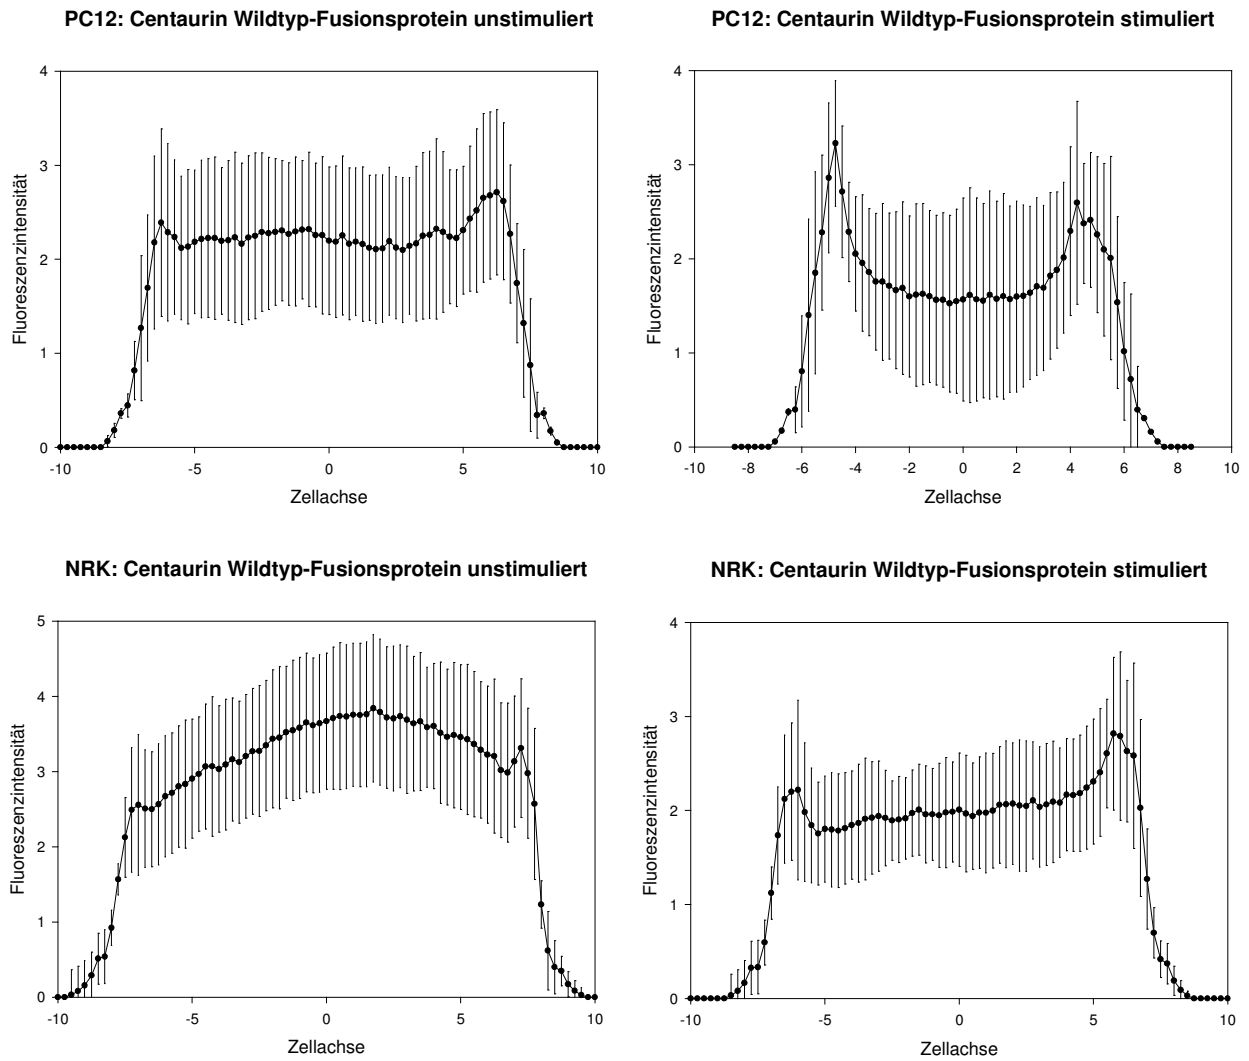 PC12: Centaurin Wildtyp-Fusionsprotein unstimuliert
Fluoreszenzintensität
4
3
2
1
0
-10 -5 0 5 10
Zellachse
PC12: Centaurin Wildtyp-Fusionsprotein stimuliert
Fluoreszenzintensität
4
3
2
1
0
-10 -8 -6 -4 -2 0 2 4 6 8 10
Zellachse
NRK: Centaurin Wildtyp-Fusionsprotein unstimuliert
Fluoreszenzintensität
5
4
3
2
1
0
-10 -5 0 5 10
Zellachse
NRK: Centaurin Wildtyp-Fusionsprotein stimuliert
Fluoreszenzintensität
4
3
2
1
0
-10 -5 0 5 10
Zellachse